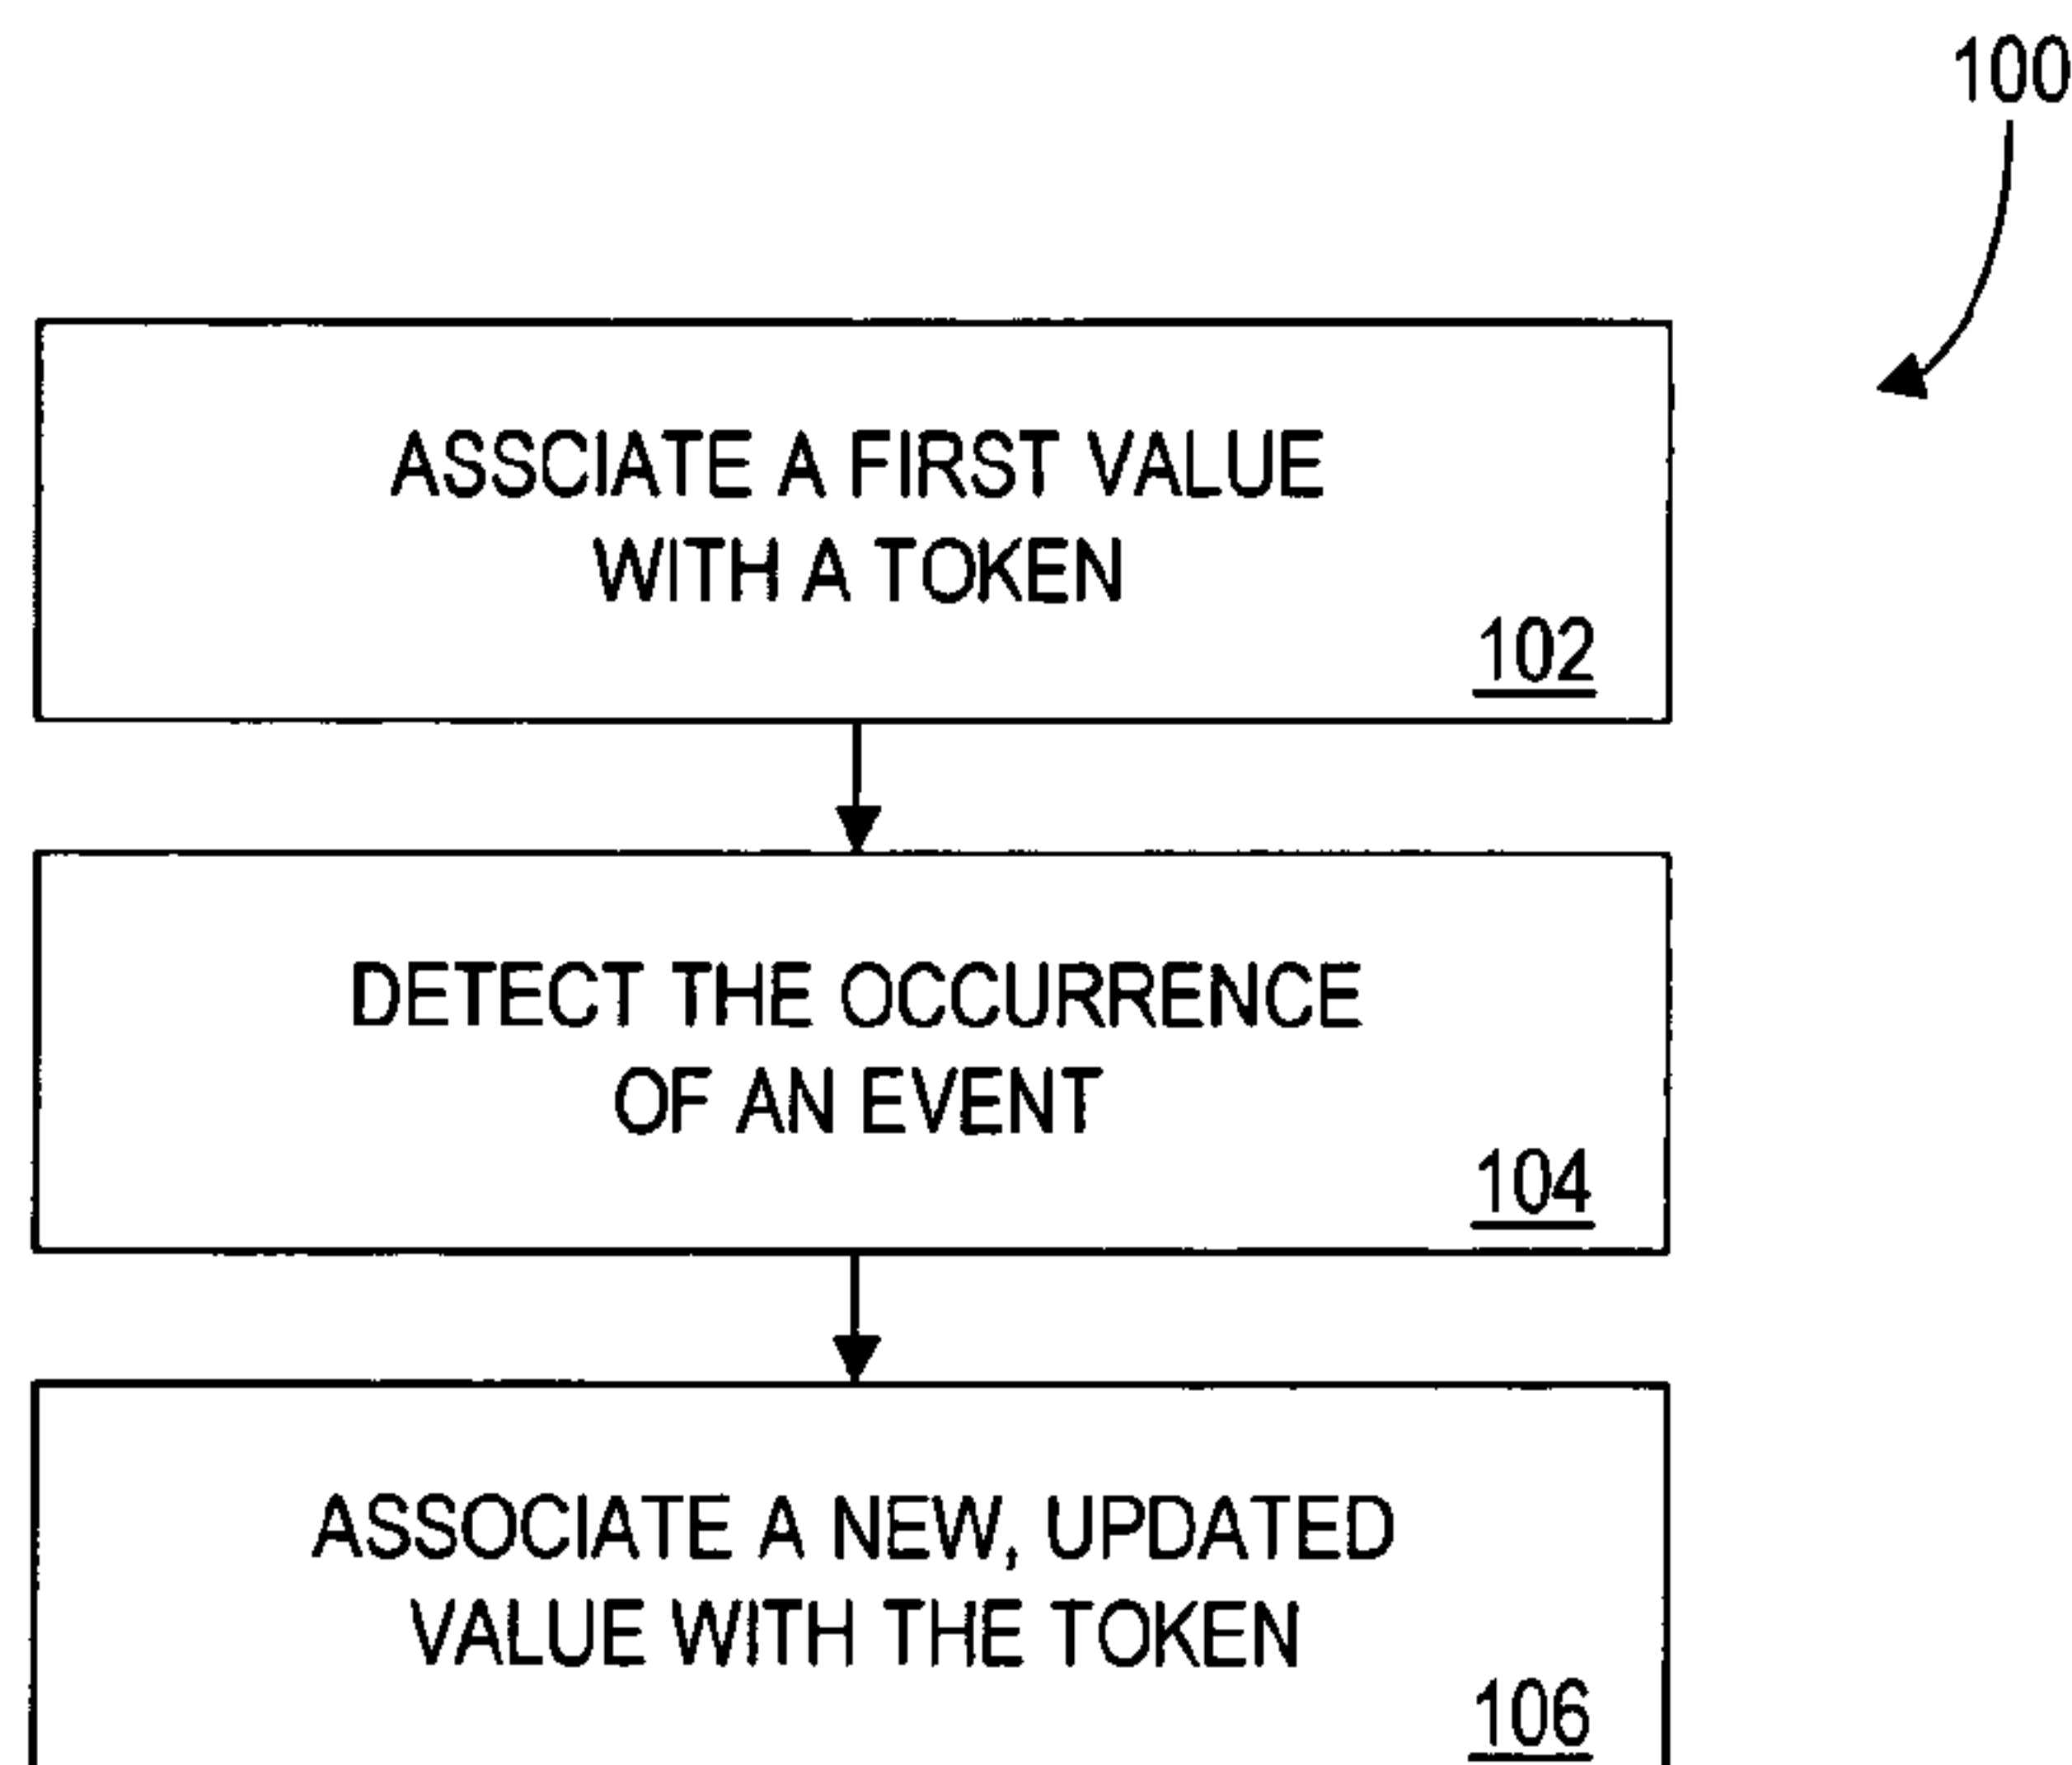 100
ASSCIATE A FIRST VALUE
WITH A TOKEN
102
DETECT THE OCCURRENCE
OF AN EVENT
104
ASSOCIATE A NEW, UPDATED
VALUE WITH THE TOKEN
106